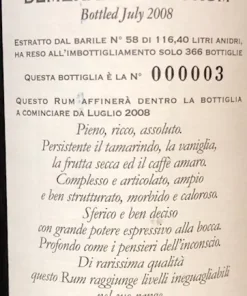 Bottled July 2008
ESTRATTO DAL BARILE N° 58 DI 116,40 LITRI ANIDRI,
HA RESO ALL'IMBOTTIGLIAMENTO SOLO 366 BOTTIGLIE
QUESTA BOTTIGLIA È LA N° 000003
QUESTO RUM AFFINERÀ DENTRO LA BOTTIGLIA
A COMINCIARE DA LUGLIO 2008
Pieno, ricco, assoluto.
Persistente il tamarindo, la vaniglia,
la frutta secca ed il caffè amaro.
Complesso e articolato, ampio
e ben strutturato, morbido e caloroso.
Sferico e ben deciso
con grande potere espressivo alla bocca.
Profondo come i pensieri dell'inconscio.
Di rarissima qualità
questo Rum raggiunge livelli ineguagliabili
nel suo